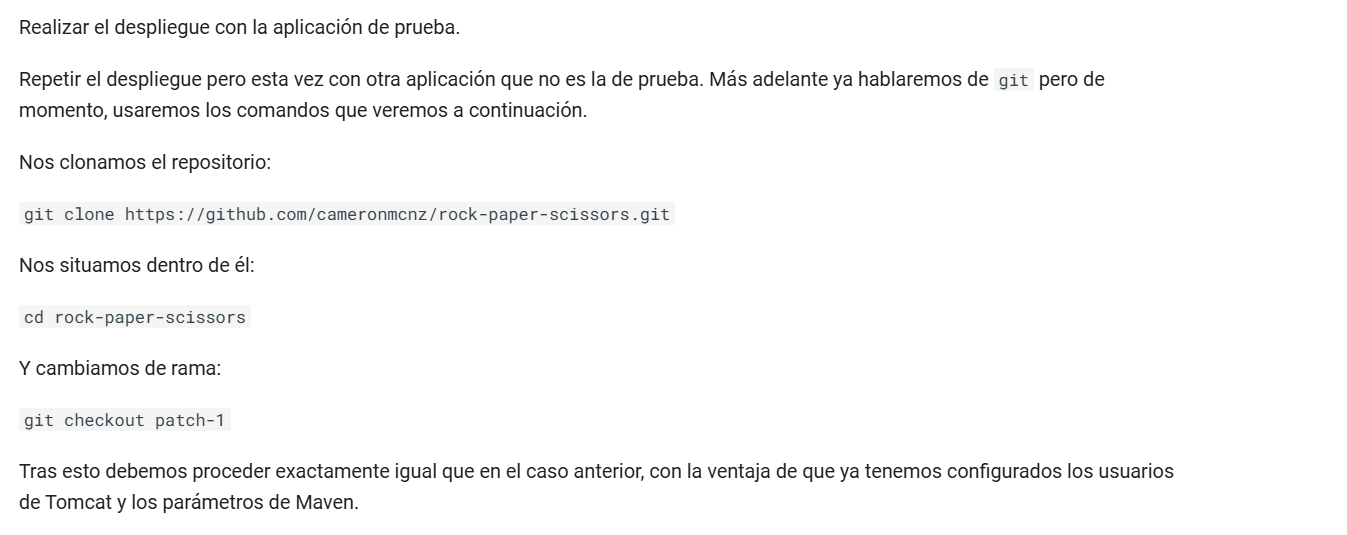 Realizar el despliegue con la aplicación de prueba.
Repetir el despliegue pero esta vez con otra aplicación que no es la de prueba. Más adelante ya hablaremos de git pero de
momento, usaremos los comandos que veremos a continuación.
Nos clonamos el repositorio:
git clone https://github.com/cameronmcnz/rock-paper-scissors.git
Nos situamos dentro de él:
cd rock-paper-scissors
Y cambiamos de rama:
git checkout patch-1
Tras esto debemos proceder exactamente igual que en el caso anterior, con la ventaja de que ya tenemos configurados los usuarios
de Tomcat y los parámetros de Maven.